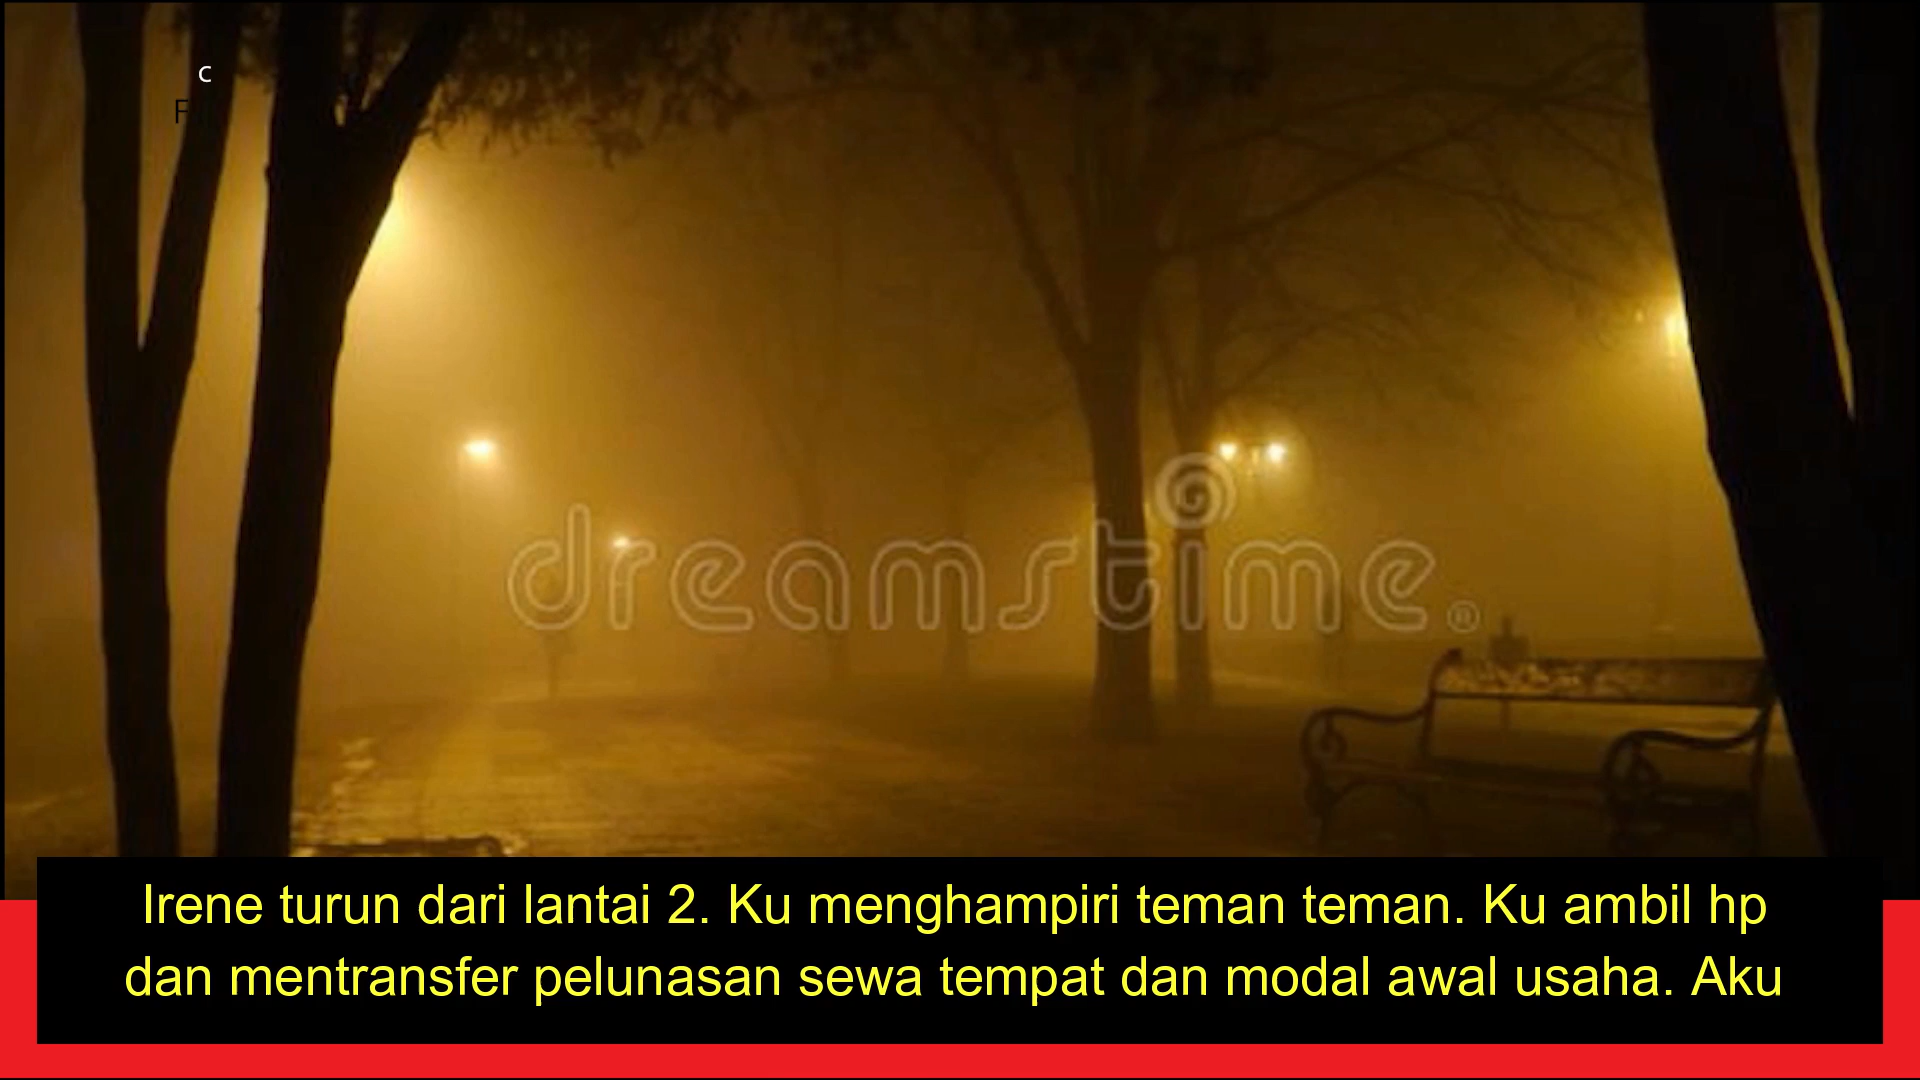 c
F
dreamstime®
Irene turun dari lantai 2. Ku menghampiri teman teman. Ku ambil hp
dan mentransfer pelunasan sewa tempat dan modal awal usaha. Aku